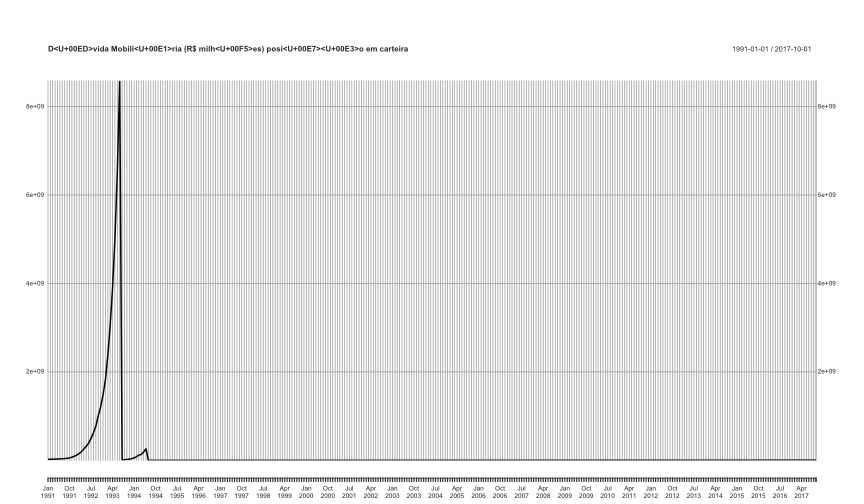 D<U+00ED>vida Mobili<U+00E1>ria (R$ milh<U+00F5>es) posi<U+00E7><U+00E3>o em carteira
1991-01-01 / 2017-10-01
8e+09 8e+09
6e+09 6e+09
4e+09 4e+09
2e+09 2e+09
Jan Oct Jul Apr Jan Oct Jul Apr Jan Oct Jul Apr Jan Oct Jul Apr Jan Oct Jul Apr Jan Oct Jul Apr Jan Oct Jul Apr Jan Oct Jul Apr Jan Oct Jul Apr
1991 1991 1992 1993 1994 1994 1995 1996 1997 1997 1998 1999 2000 2000 2001 2002 2003 2003 2004 2005 2006 2006 2007 2008 2009 2009 2010 2011 2012 2012 2013 2014 2015 2015 2016 2017